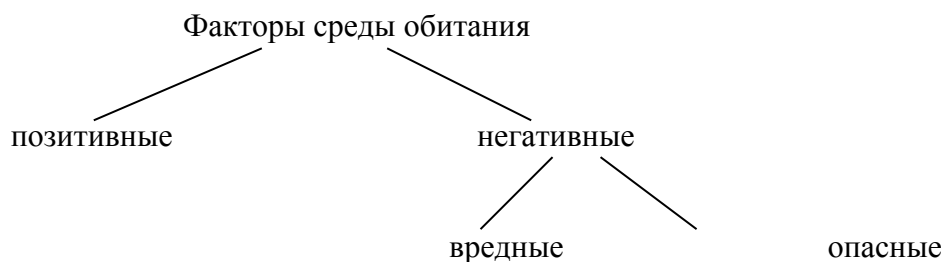 Факторы среды обитания
позитивные негативные
вредные опасные